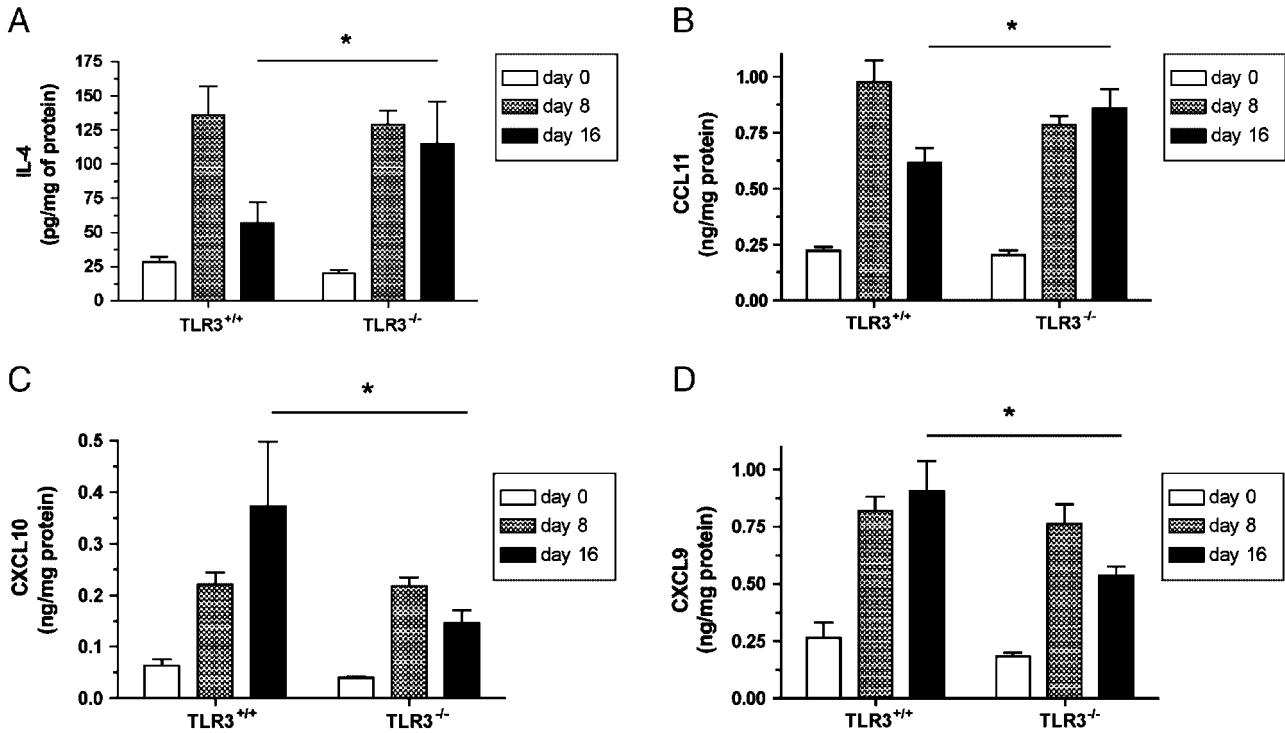 A
IL-4
(pg/mg of protein)
175
150
125
100
75
50
25
0
*
TLR3+/+
TLR3-/-
day 0
day 8
day 16
B
CCL11
(ng/mg protein)
1.00
0.75
0.50
0.25
0.00
*
TLR3+/+
TLR3-/-
day 0
day 8
day 16
C
CXCL10
(ng/mg protein)
0.5
0.4
0.3
0.2
0.1
0.0
*
TLR3+/+
TLR3-/-
day 0
day 8
day 16
D
CXCL9
(ng/mg protein)
1.00
0.75
0.50
0.25
0.00
*
TLR3+/+
TLR3-/-
day 0
day 8
day 16